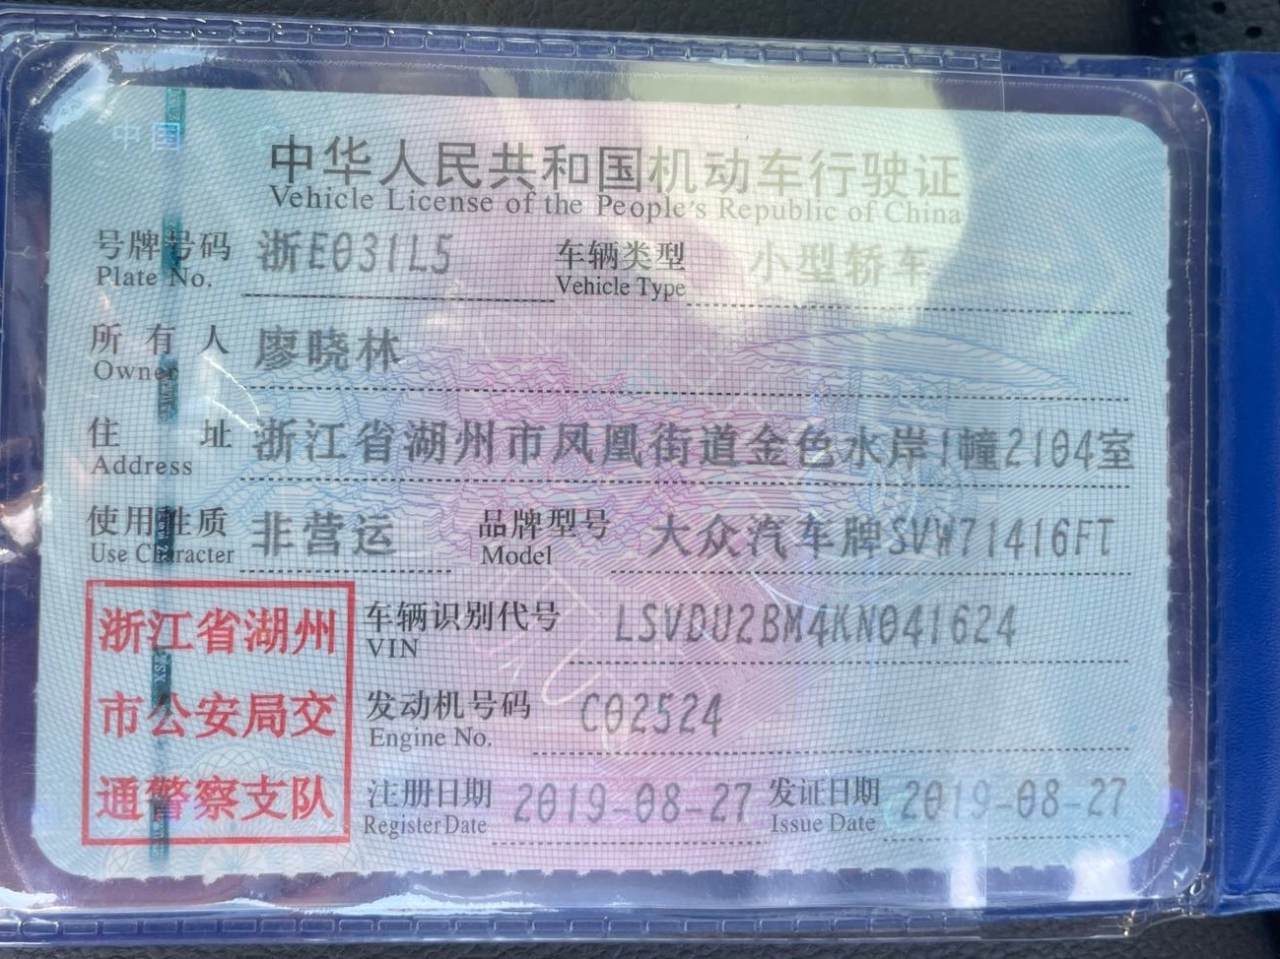 中国
中华人民共和国机动车行驶证
Vehicle License of the People's Republic of China
号牌号码 浙E031L5 车辆类型 小型轿车
Plate No. Vehicle Type
所有人 廖晓林
Owner
住址 浙江省湖州市凤凰街道金色水岸1幢2104室
Address
使用性质 非营运 品牌型号 大众汽车牌SVW71416FT
Use Character Model
浙江省湖州
市公安局交
通警察支队
车辆识别代号 LSVDU2BM4KN041624
VIN
发动机号码 C02524
Engine No.
注册日期 2019-08-27 发证日期 2019-08-27
Register Date Issue Date